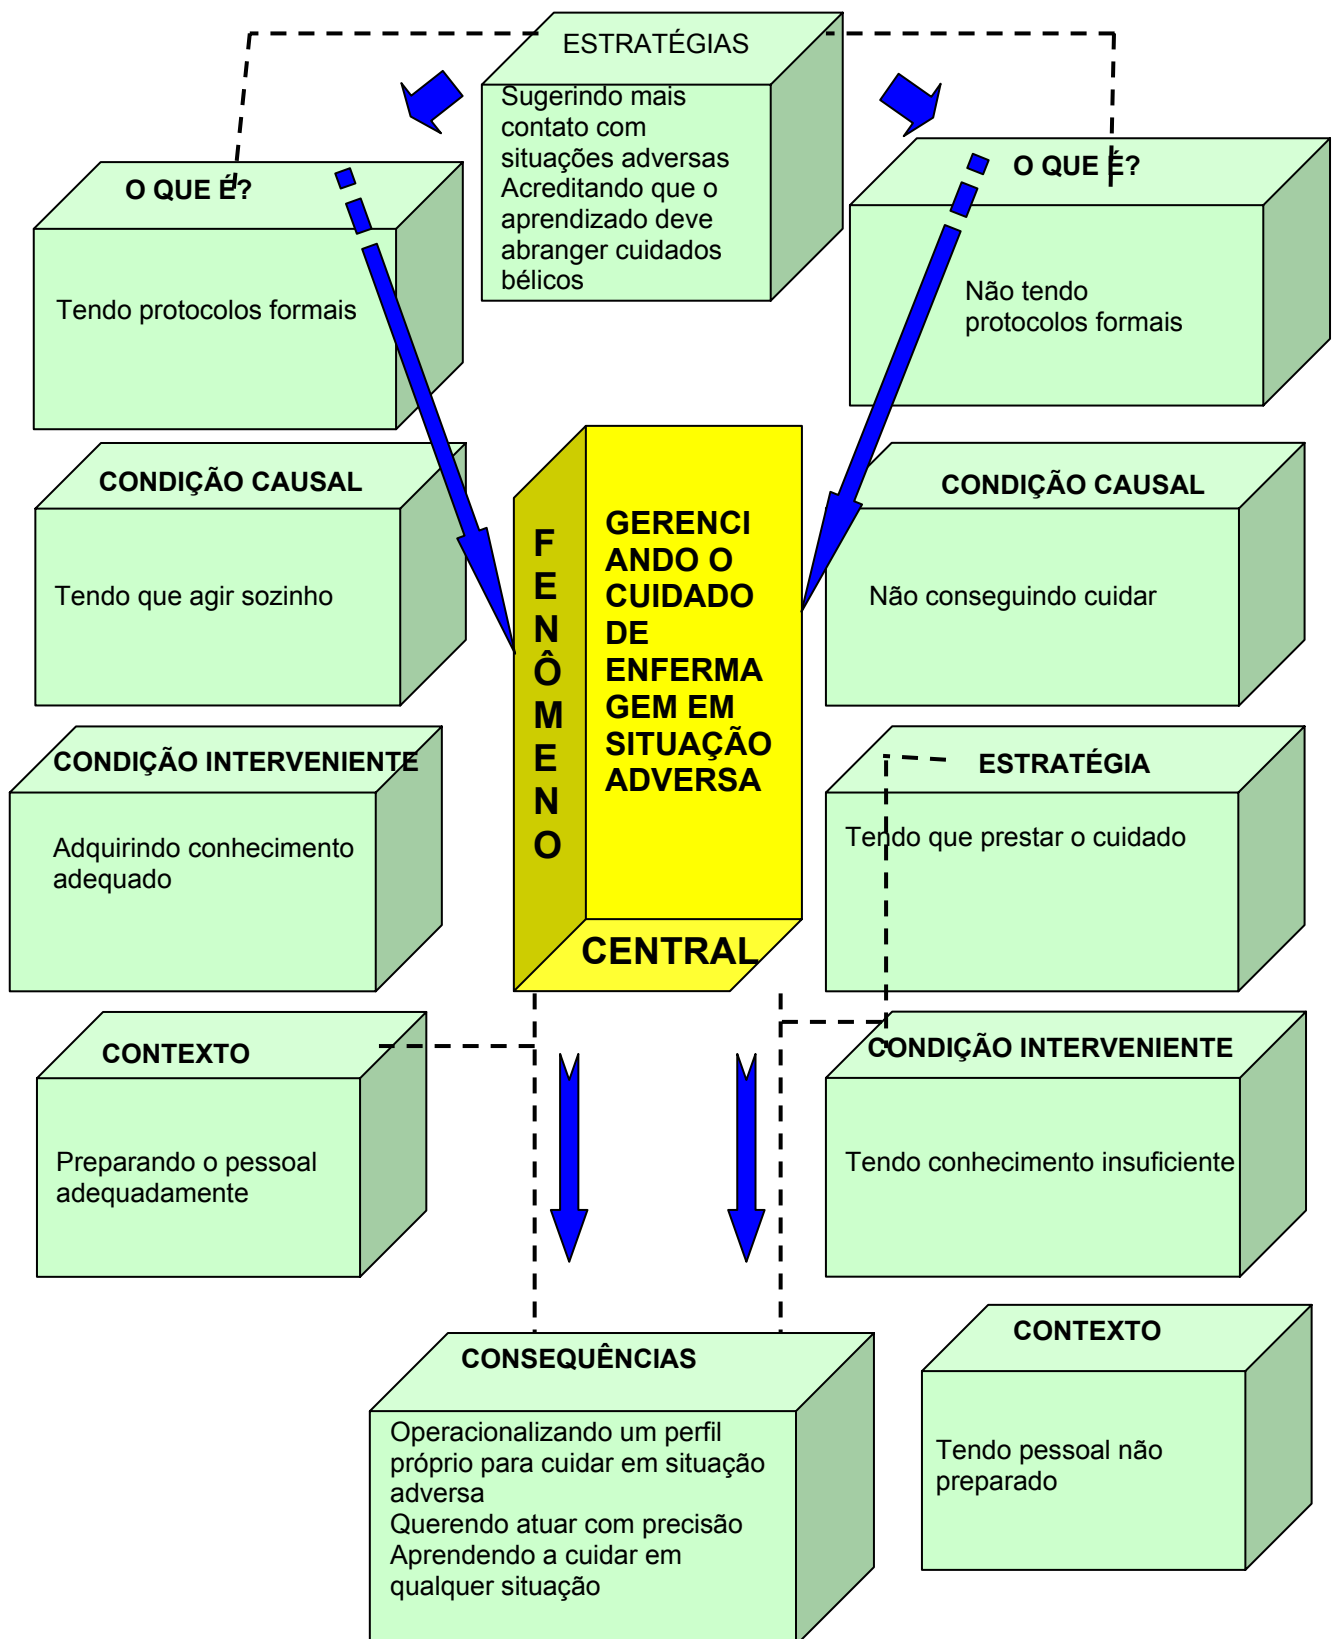 ESTRATÉGIAS
Sugerindo mais
contato com
situações adversas
Acreditando que o
aprendizado deve
abranger cuidados
bélicos
O QUE É?
Tendo protocolos formais
O QUE É?
Não tendo
protocolos formais
CONDIÇÃO CAUSAL
Tendo que agir sozinho
CONDIÇÃO CAUSAL
Não conseguindo cuidar
F
E
N
Ô
M
E
N
O
GERENCI
ANDO O
CUIDADO
DE
ENFERMA
GEM EM
SITUAÇÃO
ADVERSA
CENTRAL
CONDIÇÃO INTERVENIENTE
Adquirindo conhecimento
adequado
ESTRATÉGIA
Tendo que prestar o cuidado
CONTEXTO
Preparando o pessoal
adequadamente
CONDIÇÃO INTERVENIENTE
Tendo conhecimento insuficiente
CONSEQUÊNCIAS
Operacionalizando um perfil
próprio para cuidar em situação
adversa
Querendo atuar com precisão
Aprendendo a cuidar em
qualquer situação
CONTEXTO
Tendo pessoal não
preparado